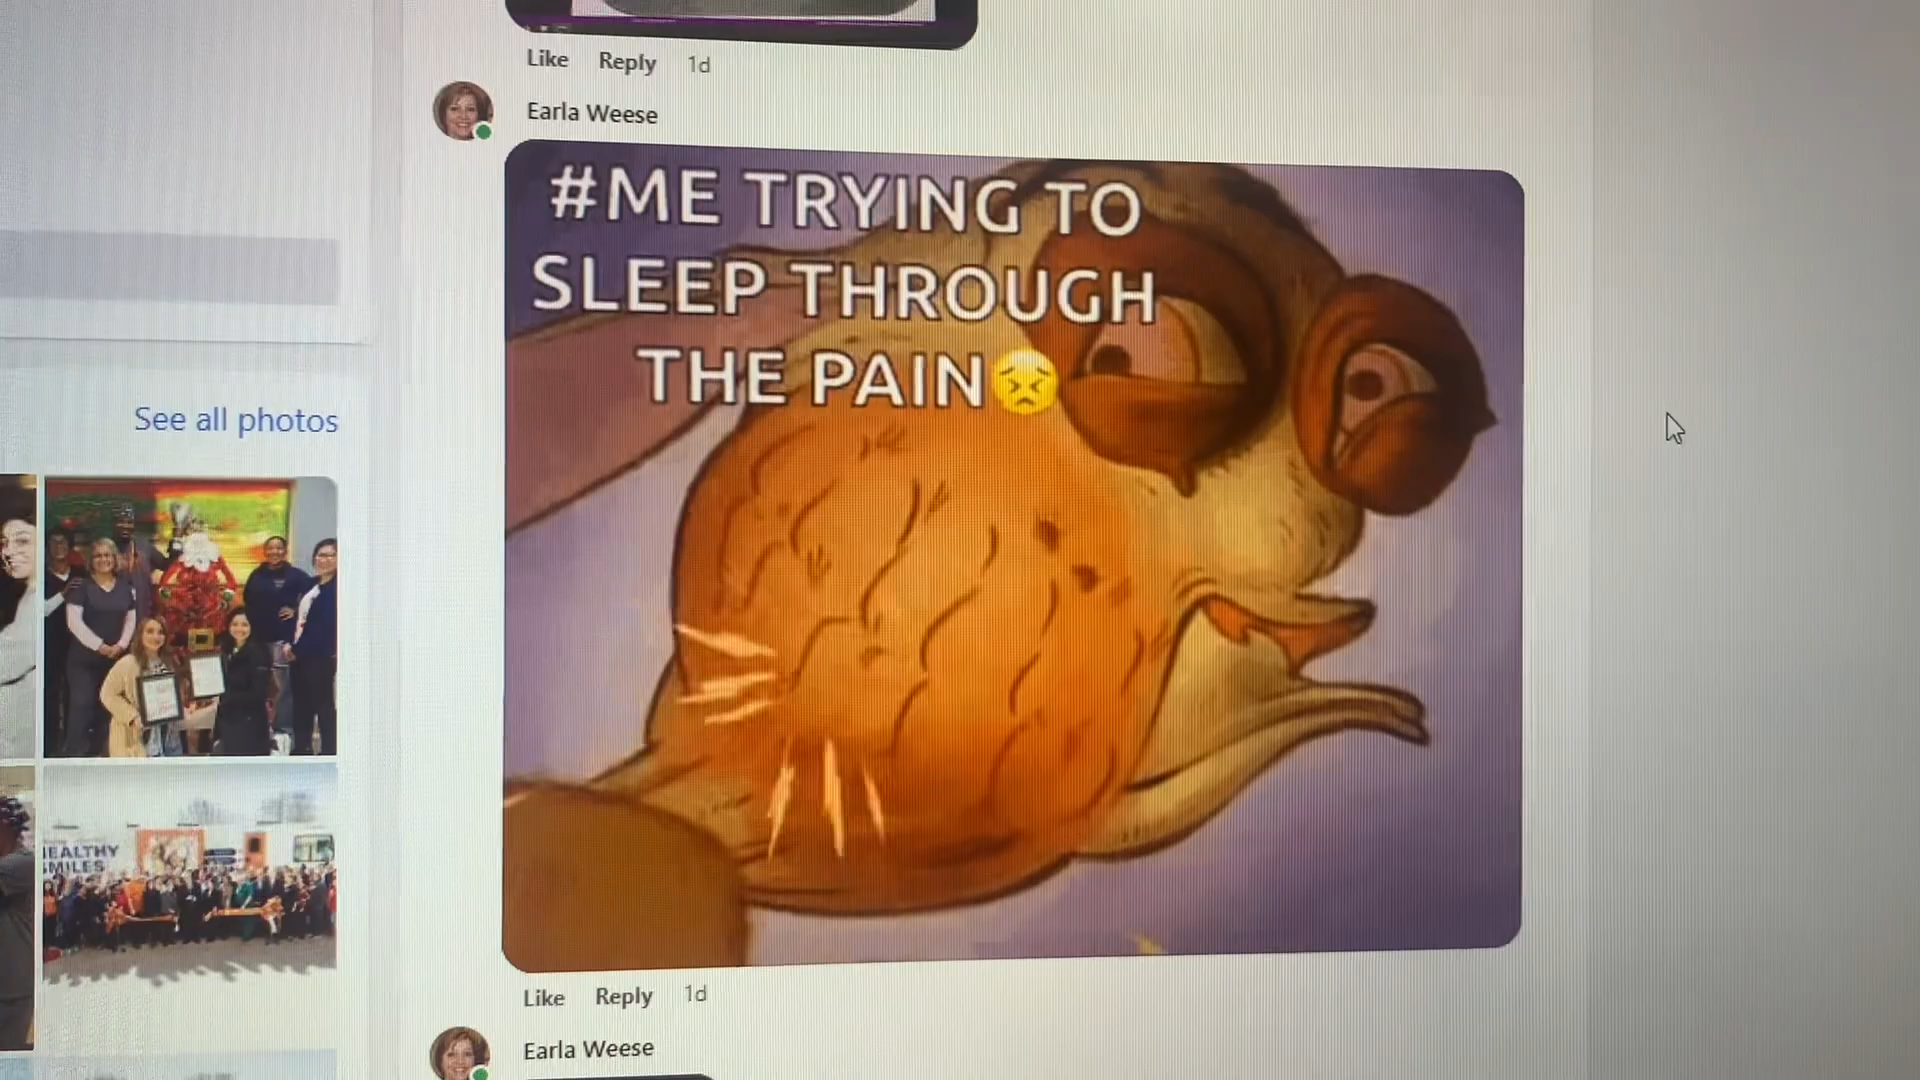 Like Reply 1d
Earla Weese
#ME TRYING TO
SLEEP THROUGH
THE PAIN😣
Like Reply 1d
Earla Weese
See all photos
HEALTHY
SMILES